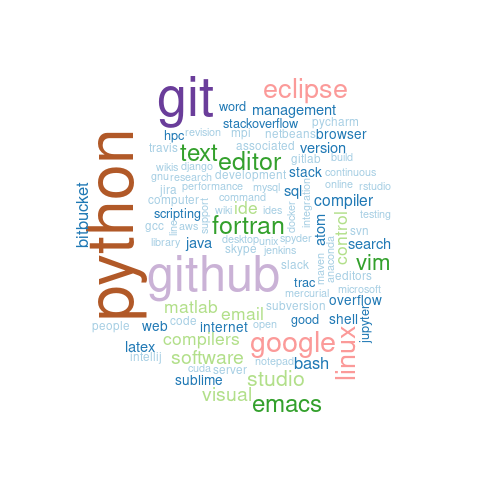 git
eclipse
word
management
stackoverflow
pycharm
hpc
revision
mpi
netbeans
browser
travis
text
associated
version
editor
gitlab
build
wikis
django
stack
continuous
gnu
research
development
python
bitbucket
jira
performance
mysql
sql
online
rstudio
computer
command
integration
compiler
scripting
support
wiki
ide
ides
docker
atom
control
testing
gcc
line
aws
fortran
svn
library
java
desktop
unix
spyder
search
skype
jenkins
github
slack
maven
anaconda
vim
editors
trac
mercurial
microsoft
matlab
email
subversion
overflow
people
web
code
internet
open
good
shell
jupyter
latex
compilers
google
linux
intellij
software
notepad
bash
cuda
server
sublime
studio
visual
emacs